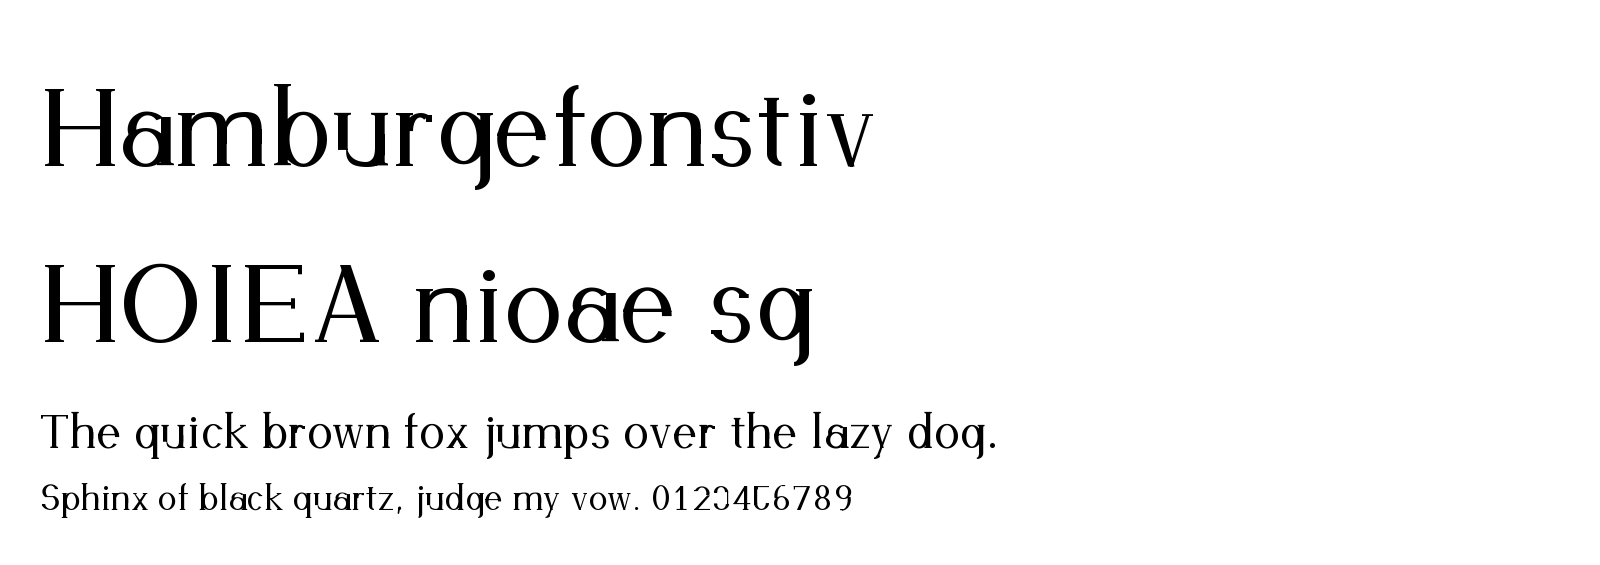 Hamburgefonstiv
HOIEA nioae sg
The quick brown fox jumps over the lazy dog.
Sphinx of black quartz, judge my vow. 0123456789